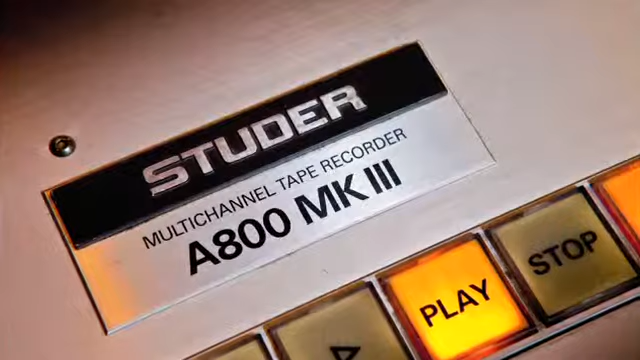 STUDER
MULTICHANNEL TAPE RECORDER
A800 MK III
PLAY
STOP